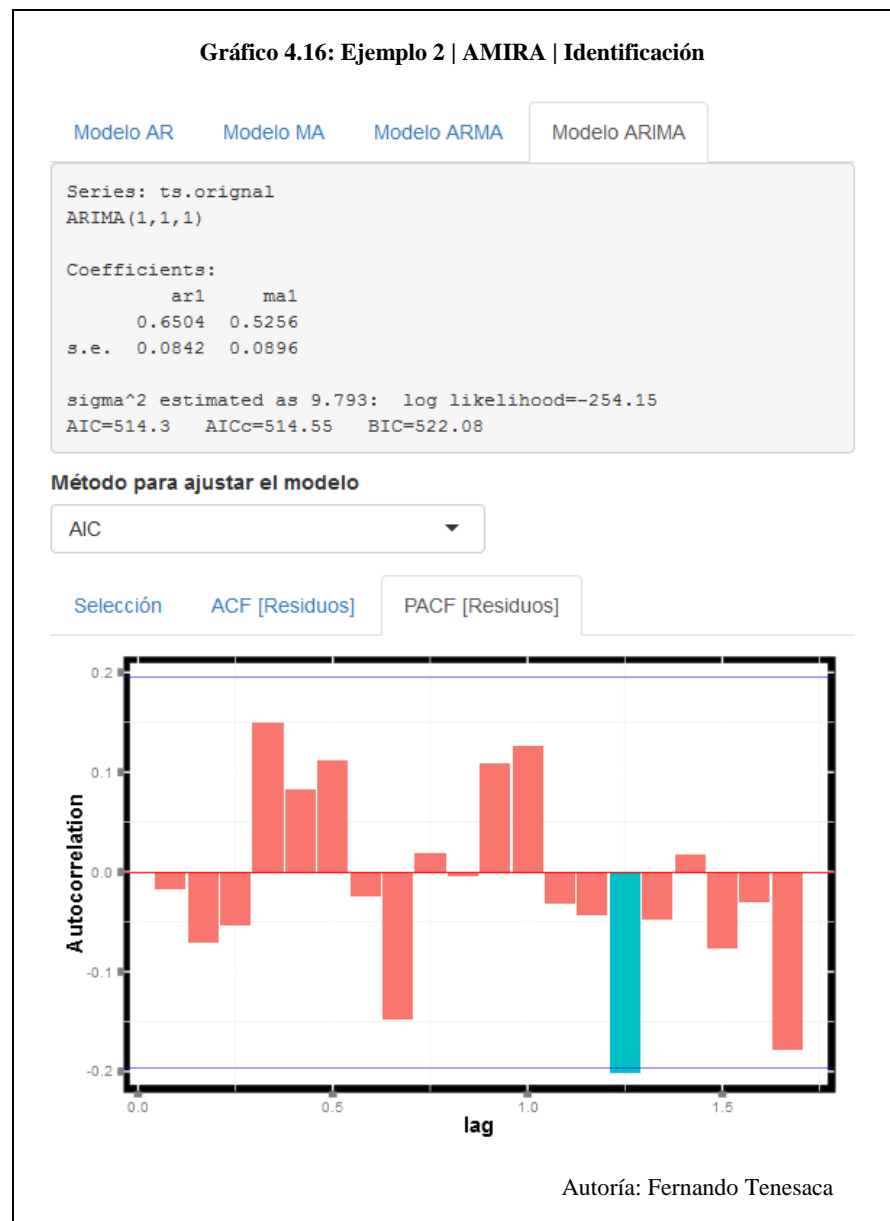 Gráfico 4.16: Ejemplo 2 | AMIRA | Identificación
Modelo AR Modelo MA Modelo ARMA Modelo ARIMA
Series: ts.orignal
ARIMA(1,1,1)
Coefficients:
ar1 ma1
0.6504 0.5256
s.e. 0.0842 0.0896
sigma^2 estimated as 9.793: log likelihood=-254.15
AIC=514.3 AICc=514.55 BIC=522.08
Método para ajustar el modelo
AIC
Selección ACF [Residuos] PACF [Residuos]
0.2
0.1
0.0
-0.1
-0.2
Autocorrelation
0.0 0.5 1.0 1.5
lag
Autoría: Fernando Tenesaca